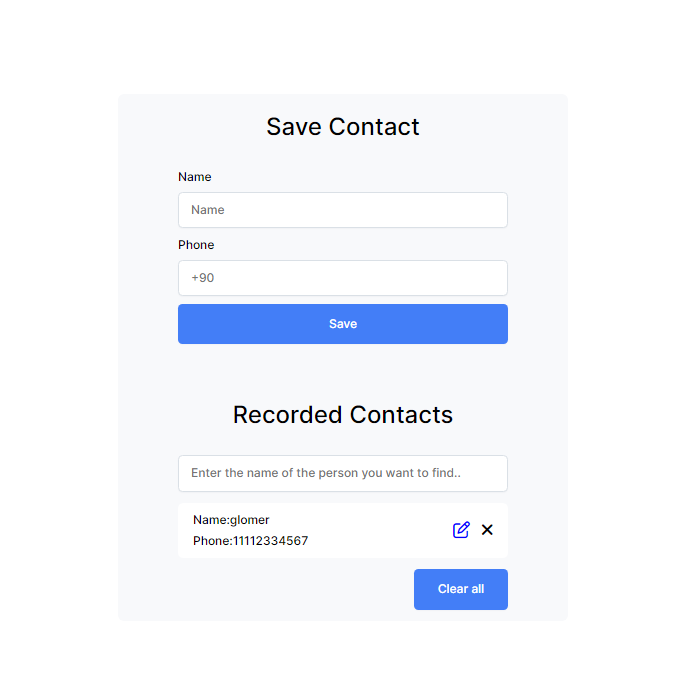 Save Contact
Name
Name
Phone
+90
Save
Recorded Contacts
Enter the name of the person you want to find..
Name:glomer
Phone:11112334567
Clear all